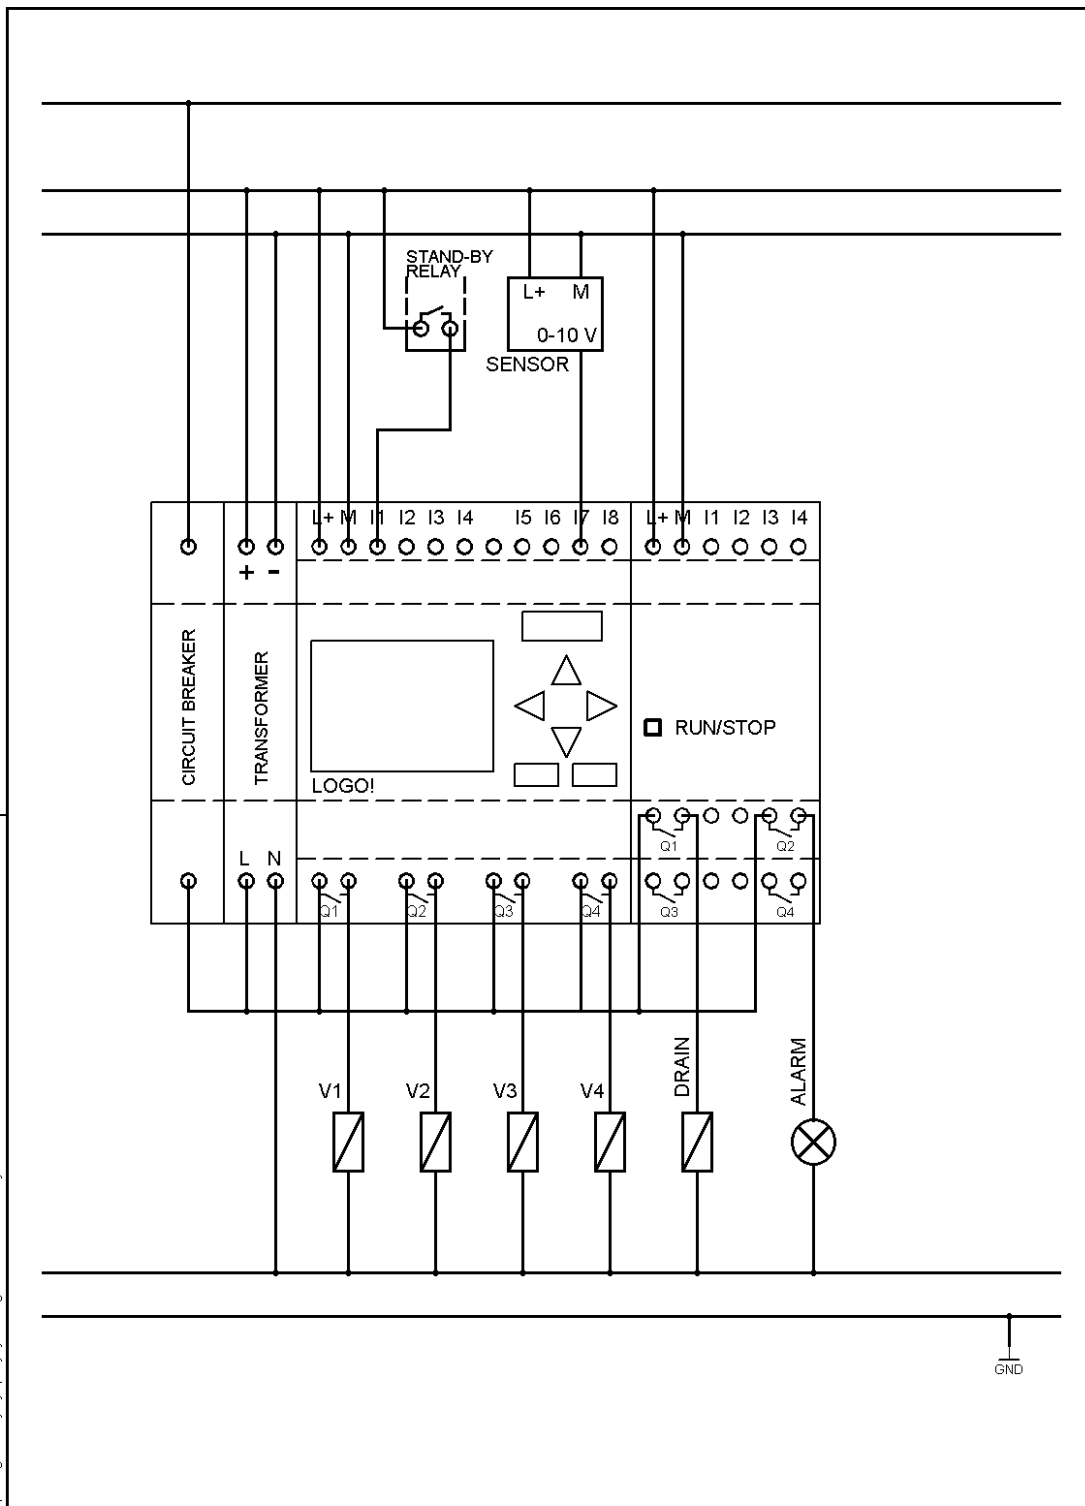 STAND-BY
RELAY
L+ M
0-10 V
SENSOR
L+ M I1 I2 I3 I4 I5 I6 I7 I8 L+ M I1 I2 I3 I4
+ -
CIRCUIT BREAKER
TRANSFORMER
RUN/STOP
LOGO!
Q1 Q2
L N
Q1 Q2 Q3 Q4 Q3 Q4
DRAIN
ALARM
V1 V2 V3 V4
GND